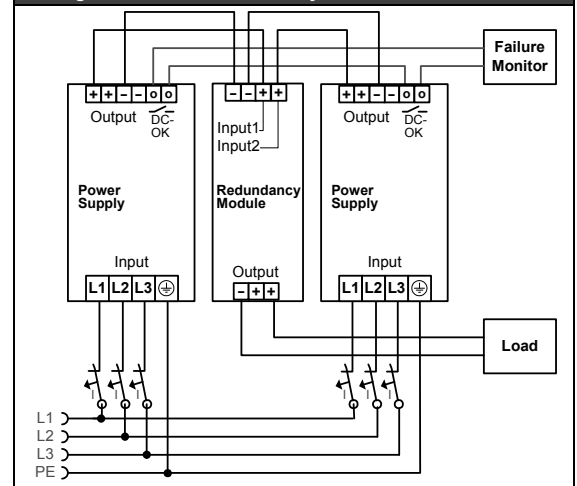 Failure
Monitor
+ + − − o o
− − + +
+ + − − o o
Output DC-
OK
Input1
Input2
Output DC-
OK
Power
Supply
Redundancy
Module
Power
Supply
Input
Output
Input
L1 L2 L3
− + +
L1 L2 L3
Load
I I I
I I I
L1
L2
L3
PE